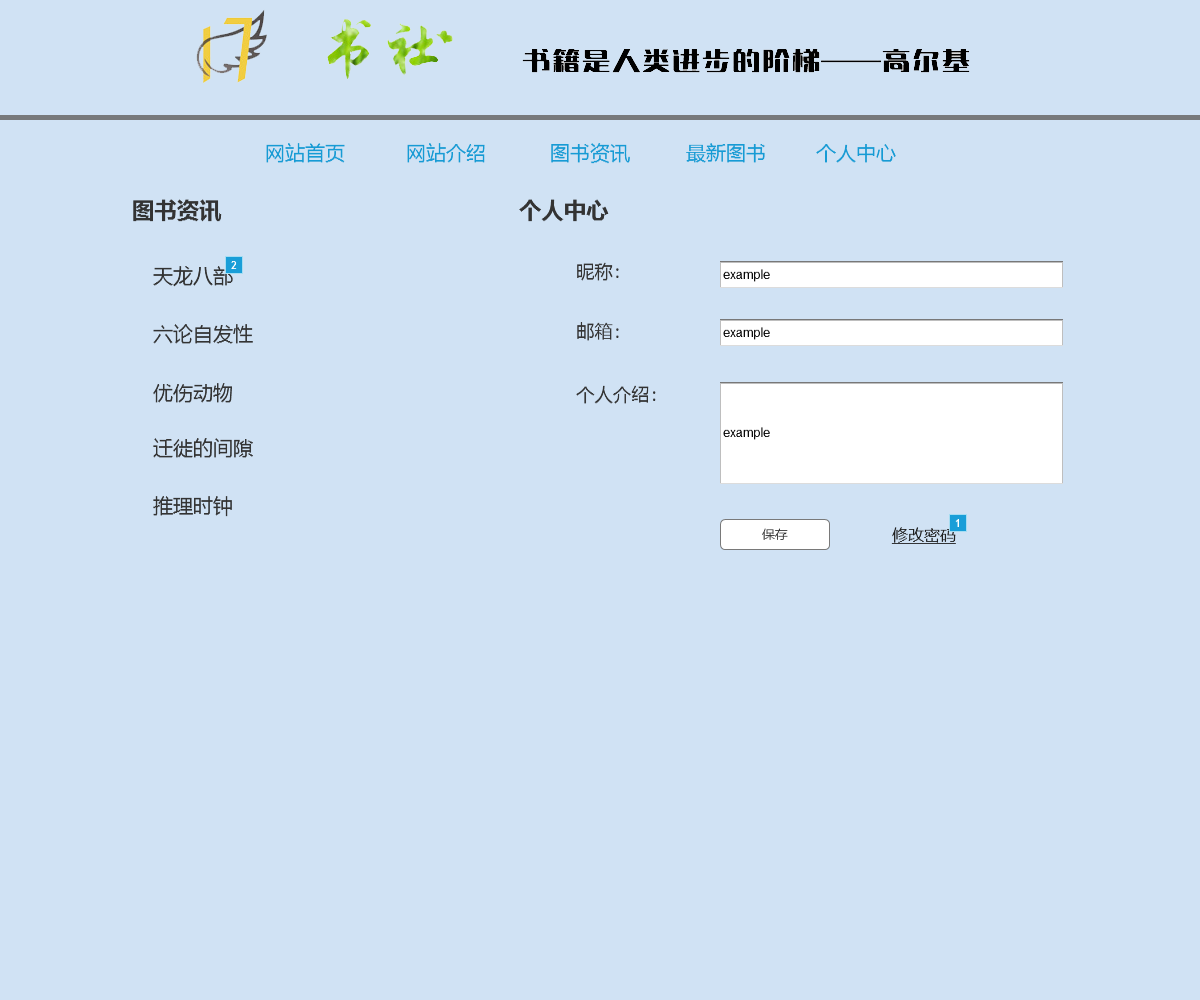 17
书社
书籍是人类进步的阶梯——高尔基
网站首页 网站介绍 图书资讯 最新图书 个人中心
图书资讯
天龙八部 2
六论自发性
优伤动物
迁徙的间隙
推理时钟
个人中心
昵称: example
邮箱: example
个人介绍: example
保存 修改密码 1